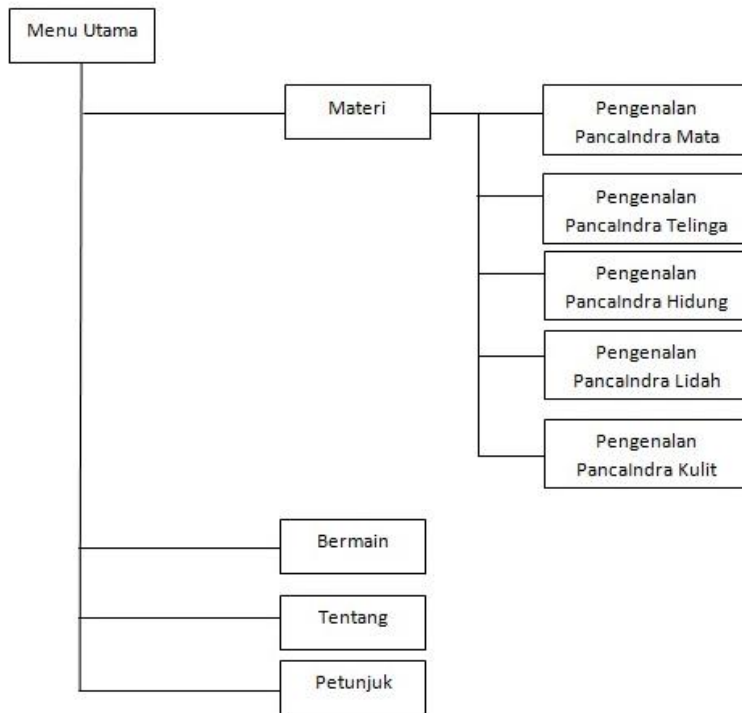 Menu Utama
Materi
Pengenalan
PancaIndra Mata
Pengenalan
PancaIndra Telinga
Pengenalan
PancaIndra Hidung
Pengenalan
PancaIndra Lidah
Pengenalan
PancaIndra Kulit
Bermain
Tentang
Petunjuk